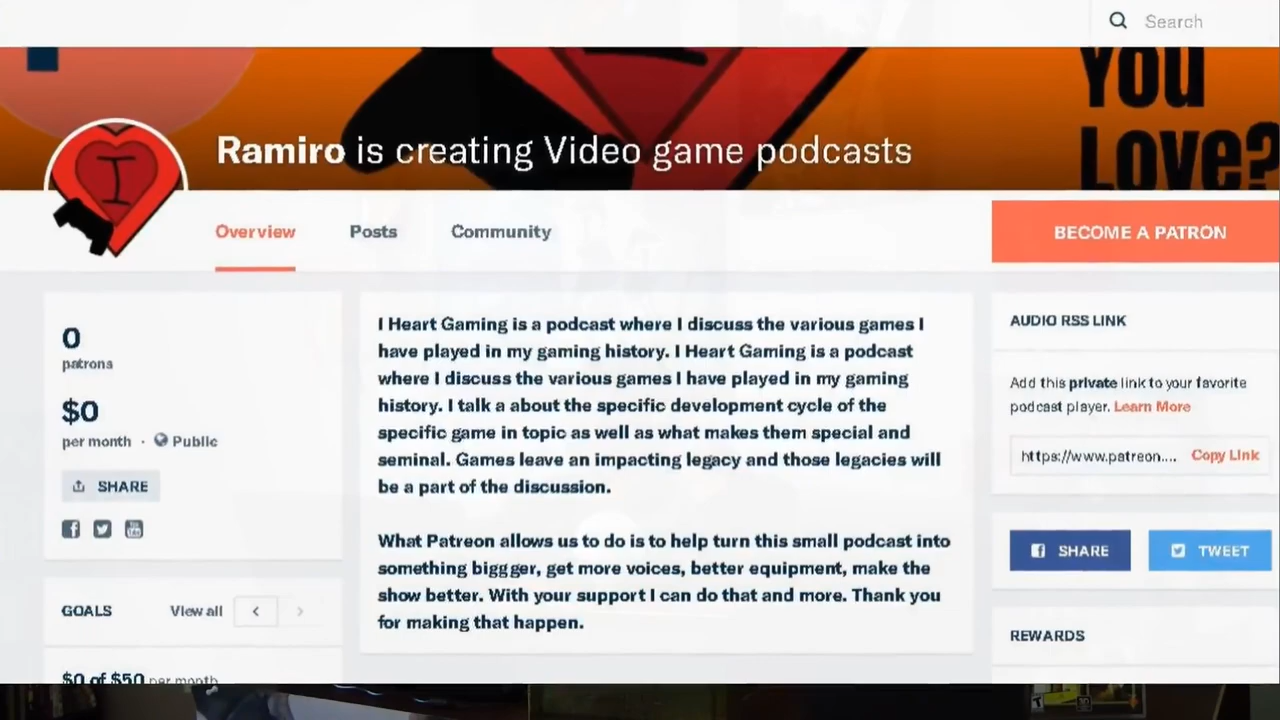 Search
You
Love?
I
Ramiro is creating Video game podcasts
Overview Posts Community
BECOME A PATRON
0
patrons
$0
per month · Public
SHARE
GOALS View all
$0 of $50 per month
I Heart Gaming is a podcast where I discuss the various games I
have played in my gaming history. I Heart Gaming is a podcast
where I discuss the various games I have played in my gaming
history. I talk a about the specific development cycle of the
specific game in topic as well as what makes them special and
seminal. Games leave an impacting legacy and those legacies will
be a part of the discussion.
What Patreon allows us to do is to help turn this small podcast into
something biggger, get more voices, better equipment, make the
show better. With your support I can do that and more. Thank you
for making that happen.
AUDIO RSS LINK
Add this private link to your favorite
podcast player. Learn More
https://www.patreon.... Copy Link
SHARE TWEET
REWARDS